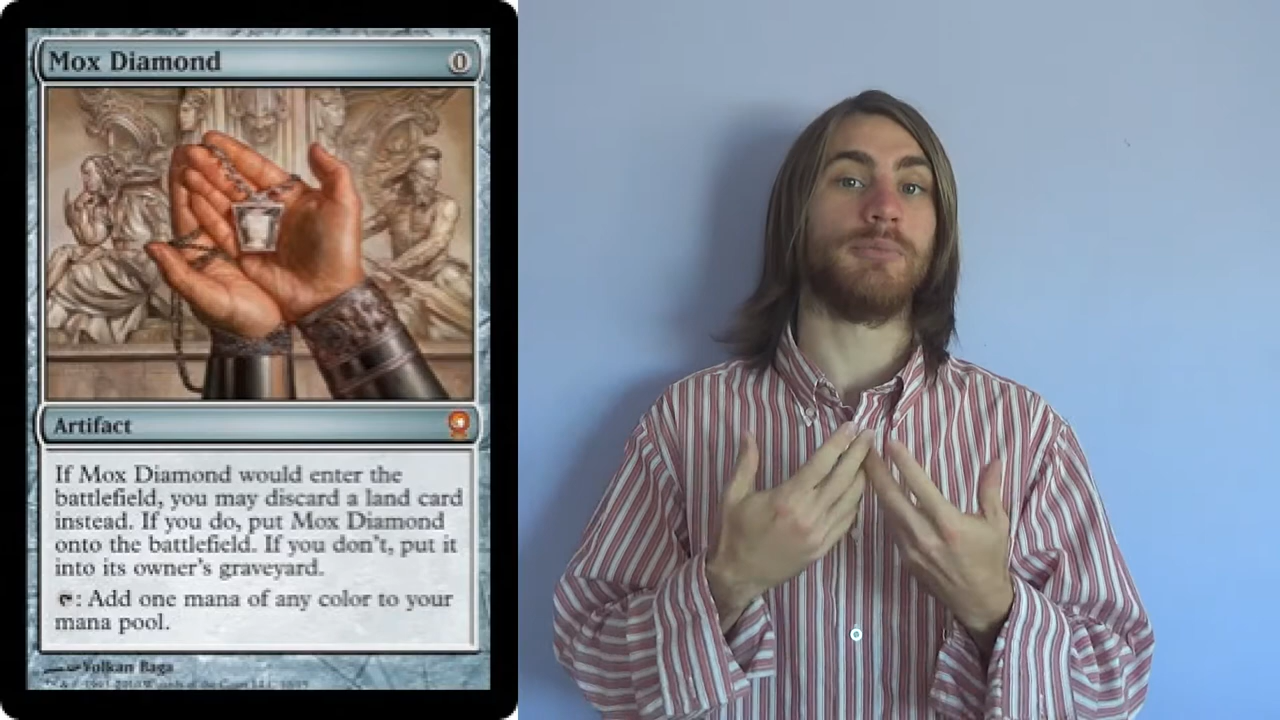 Mox Diamond 0
Artifact
If Mox Diamond would enter the
battlefield, you may discard a land card
instead. If you do, put Mox Diamond
onto the battlefield. If you don't, put it
into its owner's graveyard.
: Add one mana of any color to your
mana pool.
Volkan Baga